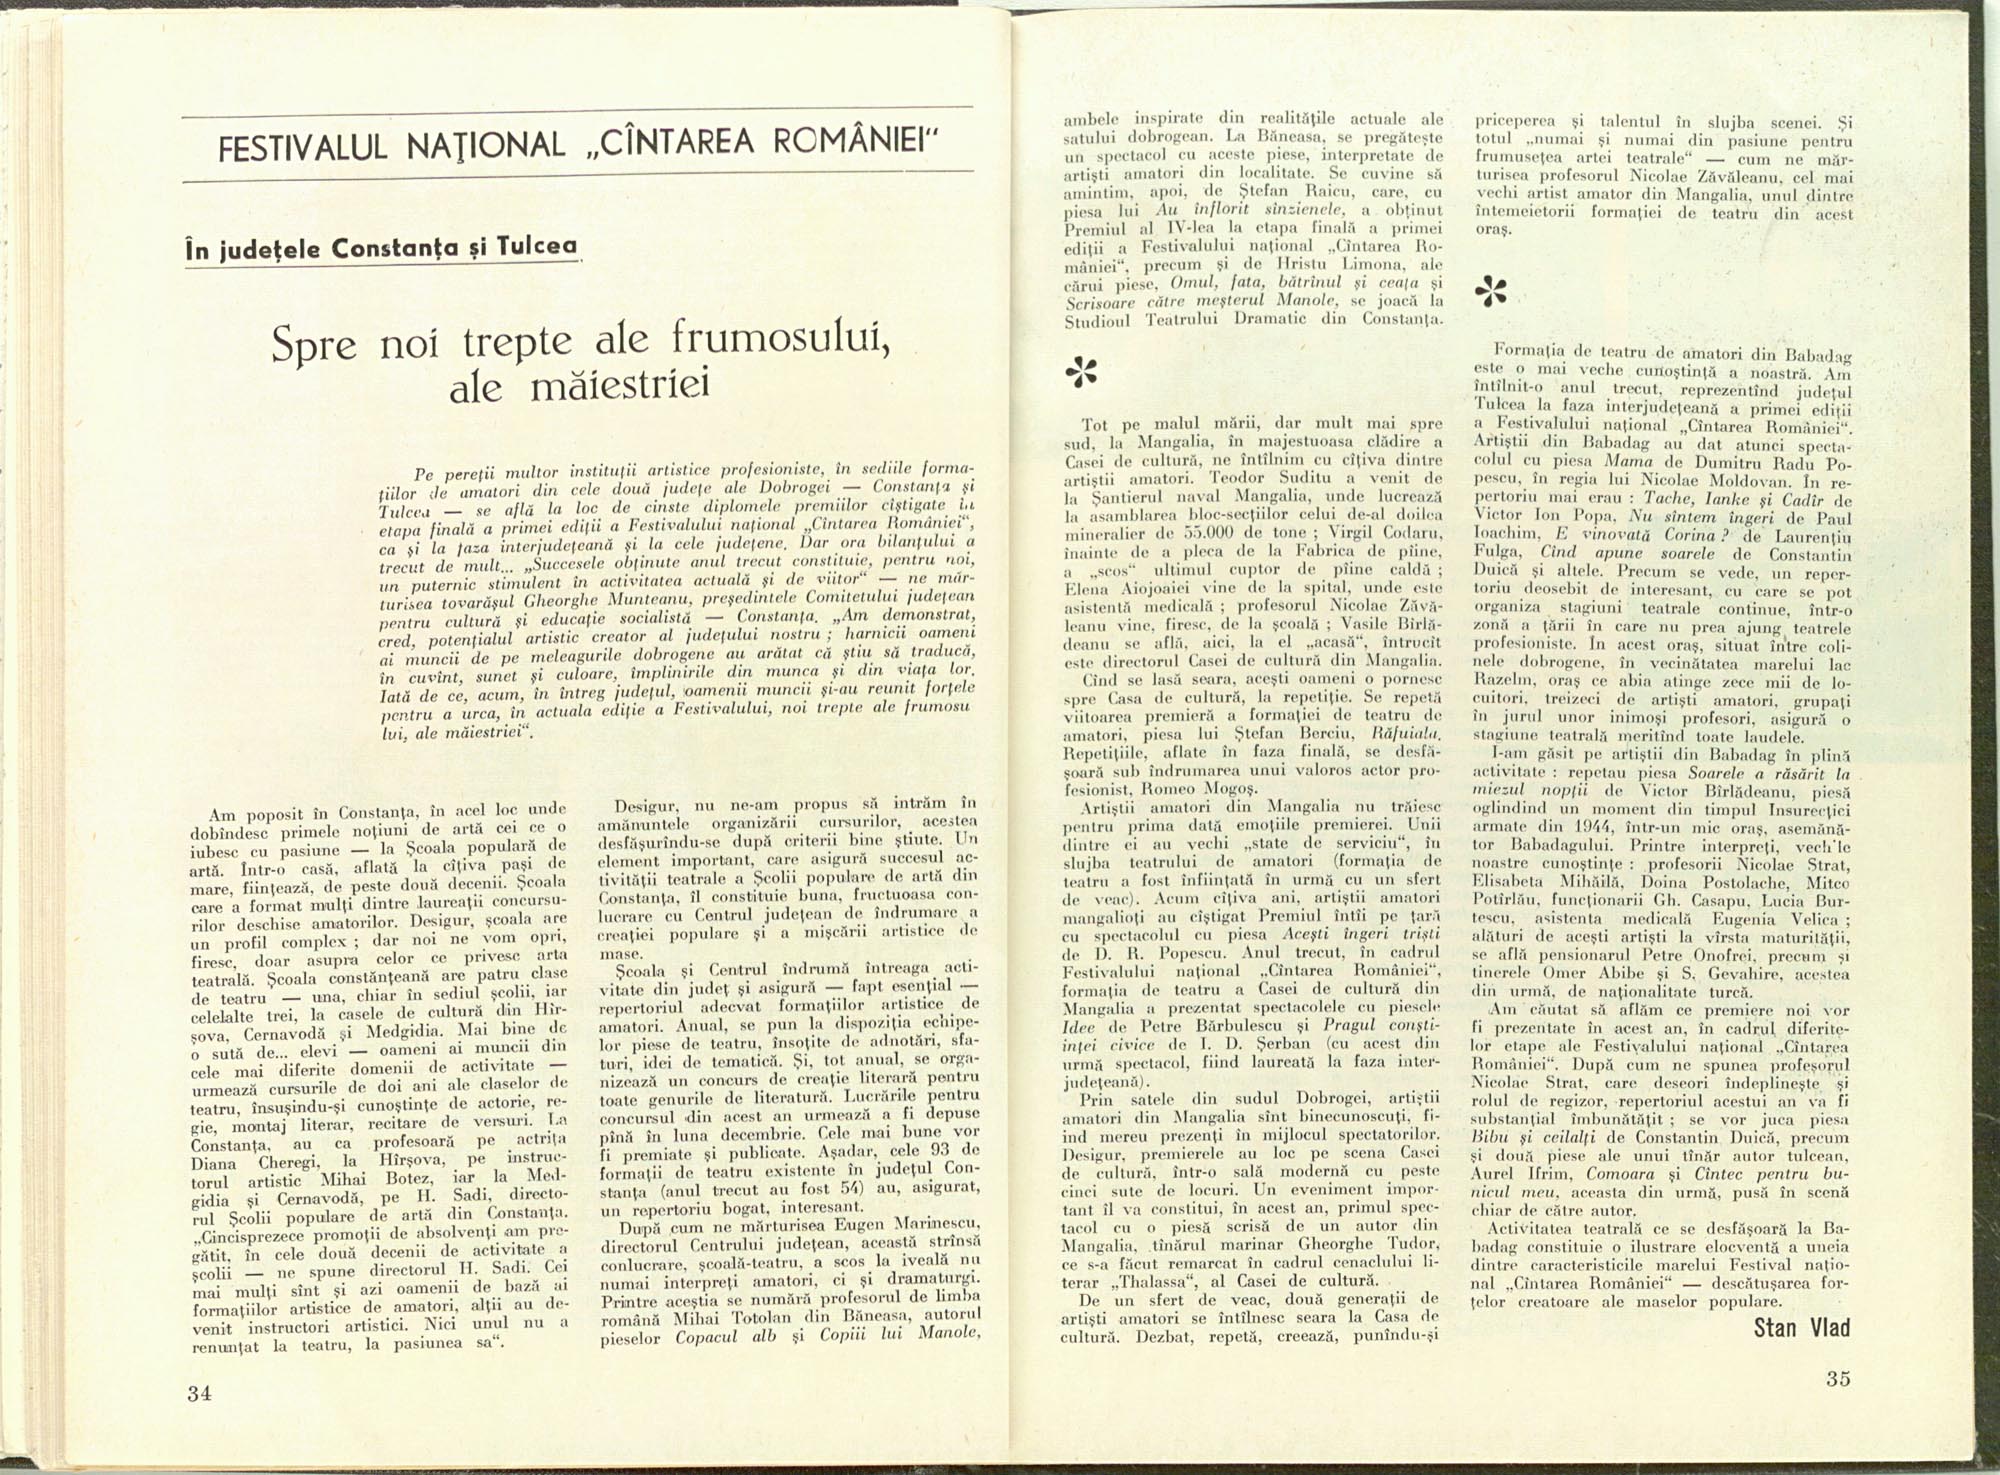 FESTIVALUL NAŢIONAL „CÎNTAREA ROMÂNIEI“
În judeţele Constanţa şi Tulcea
Spre noi trepte ale frumosului,
ale măiestriei
Pe pereţii multor instituţii artistice profesioniste, în sediile forma-
ţiilor de amatori din cele două judeţe ale Dobrogei — Constanţa şi
Tulcea — se află la loc de cinste diplomele premiilor cîştigate în
etapa finală a primei ediţii a Festivalului naţional „Cîntarea României“,
ca şi la faza interjudeţeană şi la cele judeţene. Dar ora bilanţului a
trecut de mult... „Succesele obţinute anul trecut constituie, pentru noi,
un puternic stimulent în activitatea actuală şi de viitor“ — ne măr-
turisea tovarăşul Gheorghe Munteanu, preşedintele Comitetului judeţean
pentru cultură şi educaţie socialistă — Constanţa. „Am demonstrat,
cred, potenţialul artistic creator al judeţului nostru ; harnicii oameni
ai muncii de pe meleagurile dobrogene au arătat că ştiu să traducă,
în cuvînt, sunet şi culoare, împlinirile din munca şi din viaţa lor.
Iată de ce, acum, în întreg judeţul, oamenii muncii şi-au reunit forţele
pentru a urca, în actuala ediţie a Festivalului, noi trepte ale frumosu
lui, ale măiestriei“.
Am poposit în Constanţa, în acel loc unde
dobîndesc primele noţiuni de artă cei ce o
iubesc cu pasiune — la Şcoala populară de
artă. Într-o casă, aflată la cîţiva paşi de
mare, fiinţează, de peste două decenii. Şcoala
care a format mulţi dintre laureaţii concursu-
rilor deschise amatorilor. Desigur, şcoala are
un profil complex ; dar noi ne vom opri,
firesc, doar asupra celor ce privesc arta
teatrală. Şcoala constănţeană are patru clase
de teatru — una, chiar în sediul şcolii, iar
celelalte trei, la casele de cultură din Hîr-
şova, Cernavodă şi Medgidia. Mai bine de
o sută de... elevi — oameni ai muncii din
cele mai diferite domenii de activitate —
urmează cursurile de doi ani ale claselor de
teatru, însuşindu-şi cunoştinţe de actorie, re-
gie, montaj literar, recitare de versuri. La
Constanţa, au ca profesoară pe actriţa
Diana Cheregi, la Hîrşova, pe instruc-
torul artistic Mihai Botez, iar la Med-
gidia şi Cernavodă, pe H. Sadi, directo-
rul Şcolii populare de artă din Constanţa.
„Cincisprezece promoţii de absolvenţi am pre-
gătit, în cele două decenii de activitate a
şcolii — ne spune directorul H. Sadi. Cei
mai mulţi sînt şi azi oamenii de bază ai
formaţiilor artistice de amatori, alţii au de-
venit instructori artistici. Nici unul nu a
renunţat la teatru, la pasiunea sa“.
Desigur, nu ne-am propus să intrăm în
amănuntele organizării cursurilor, acestea
desfăşurîndu-se după criterii bine ştiute. Un
element important, care asigură succesul ac-
tivităţii teatrale a Şcolii populare de artă din
Constanţa, îl constituie buna, fructuoasa con-
lucrare cu Centrul judeţean de îndrumare a
creaţiei populare şi a mişcării artistice de
mase.
Şcoala şi Centrul îndrumă întreaga acti-
vitate din judeţ şi asigură — fapt esenţial —
repertoriul adecvat formaţiilor artistice de
amatori. Anual, se pun la dispoziţia echipe-
lor piese de teatru, însoţite de adnotări, sfa-
turi, idei de tematică. Şi, tot anual, se orga-
nizează un concurs de creaţie literară pentru
toate genurile de literatură. Lucrările pentru
concursul din acest an urmează a fi depuse
pînă în luna decembrie. Cele mai bune vor
fi premiate şi publicate. Aşadar, cele 93 de
formaţii de teatru existente în judeţul Con-
stanţa (anul trecut au fost 54) au, asigurat,
un repertoriu bogat, interesant.
După cum ne mărturisea Eugen Marinescu,
directorul Centrului judeţean, această strînsă
conlucrare, şcoală-teatru, a scos la iveală nu
numai interpreţi amatori, ci şi dramaturgi.
Printre aceştia se numără profesorul de limba
română Mihai Totolan din Băneasa, autorul
pieselor Copacul alb şi Copiii lui Manole,
34
ambele inspirate din realităţile actuale ale
satului dobrogean. La Băneasa, se pregăteşte
un spectacol cu aceste piese, interpretate de
artişti amatori din localitate. Se cuvine să
amintim, apoi, de Ştefan Raicu, care, cu
piesa lui Au înflorit sînzienele, a obţinut
Premiul al IV-lea la etapa finală a primei
ediţii a Festivalului naţional „Cîntarea Ro-
mâniei“, precum şi de Hristu Limona, ale
cărui piese, Omul, fata, bătrînul şi ceaţa şi
Scrisoare către meşterul Manole, se joacă la
Studioul Teatrului Dramatic din Constanţa.
*
Tot pe malul mării, dar mult mai spre
sud, la Mangalia, în majestuoasa clădire a
Casei de cultură, ne întîlnim cu cîţiva dintre
artiştii amatori. Teodor Suditu a venit de
la Şantierul naval Mangalia, unde lucrează
la asamblarea bloc-secţiilor celui de-al doilea
mineralier de 55.000 de tone ; Virgil Codaru,
înainte de a pleca de la Fabrica de pîine,
a „scos“ ultimul cuptor de pîine caldă ;
Elena Aiojoaiei vine de la spital, unde este
asistentă medicală ; profesorul Nicolae Zăvă-
leanu vine, firesc, de la şcoală ; Vasile Bîrlă-
deanu se află, aici, la el „acasă“, întrucît
este directorul Casei de cultură din Mangalia.
Cînd se lasă seara, aceşti oameni o pornesc
spre Casa de cultură, la repetiţie. Se repetă
viitoarea premieră a formaţiei de teatru de
amatori, piesa lui Ştefan Berciu, Răfuiala.
Repetiţiile, aflate în faza finală, se desfă-
şoară sub îndrumarea unui valoros actor pro-
fesionist, Romeo Mogoş.
Artiştii amatori din Mangalia nu trăiesc
pentru prima dată emoţiile premierei. Unii
dintre ei au vechi „state de serviciu“, în
slujba teatrului de amatori (formaţia de
teatru a fost înfiinţată în urmă cu un sfert
de veac). Acum cîţiva ani, artiştii amatori
mangalioţi au cîştigat Premiul întîi pe ţară
cu spectacolul cu piesa Aceşti îngeri trişti
de D. R. Popescu. Anul trecut, în cadrul
Festivalului naţional „Cîntarea României“,
formaţia de teatru a Casei de cultură din
Mangalia a prezentat spectacolele cu piesele
Idee de Petre Bărbulescu şi Pragul conşti-
inţei civice de I. D. Şerban (cu acest din
urmă spectacol, fiind laureată la faza inter-
judeţeană).
Prin satele din sudul Dobrogei, artiştii
amatori din Mangalia sînt binecunoscuţi, fi-
ind mereu prezenţi în mijlocul spectatorilor.
Desigur, premierele au loc pe scena Casei
de cultură, într-o sală modernă cu peste
cinci sute de locuri. Un eveniment impor-
tant îl va constitui, în acest an, primul spec-
tacol cu o piesă scrisă de un autor din
Mangalia, tînărul marinar Gheorghe Tudor,
ce s-a făcut remarcat în cadrul cenaclului li-
terar „Thalassa“, al Casei de cultură.
De un sfert de veac, două generaţii de
artişti amatori se întîlnesc seara la Casa de
cultură. Dezbat, repetă, creează, punîndu-şi
priceperea şi talentul în slujba scenei. Şi
totul „numai şi numai din pasiune pentru
frumuseţea artei teatrale“ — cum ne măr-
turisea profesorul Nicolae Zăvăleanu, cel mai
vechi artist amator din Mangalia, unul dintre
întemeietorii formaţiei de teatru din acest
oraş.
*
Formaţia de teatru de amatori din Babadag
este o mai veche cunoştinţă a noastră. Am
întîlnit-o anul trecut, reprezentînd judeţul
Tulcea la faza interjudeţeană a primei ediţii
a Festivalului naţional „Cîntarea României“.
Artiştii din Babadag au dat atunci specta-
colul cu piesa Mama de Dumitru Radu Po-
pescu, în regia lui Nicolae Moldovan. În re-
pertoriu mai erau : Tache, Ianke şi Cadîr de
Victor Ion Popa, Nu sîntem îngeri de Paul
Ioachim, E vinovată Corina ? de Laurenţiu
Fulga, Cînd apune soarele de Constantin
Duică şi altele. Precum se vede, un reper-
toriu deosebit de interesant, cu care se pot
organiza stagiuni teatrale continue, într-o
zonă a ţării în care nu prea ajung teatrele
profesioniste. În acest oraş, situat între coli-
nele dobrogene, în vecinătatea marelui lac
Razelm, oraş ce abia atinge zece mii de lo-
cuitori, treizeci de artişti amatori, grupaţi
în jurul unor inimoşi profesori, asigură o
stagiune teatrală meritînd toate laudele.
I-am găsit pe artiştii din Babadag în plină
activitate : repetau piesa Soarele a răsărit la
miezul nopţii de Victor Bîrlădeanu, piesă
oglindind un moment din timpul Insurecţiei
armate din 1944, într-un mic oraş, asemănă-
tor Babadagului. Printre interpreţi, vechile
noastre cunoştinţe : profesorii Nicolae Strat,
Elisabeta Mihăilă, Doina Postolache, Mitco
Potîrlău, funcţionarii Gh. Casapu, Lucia Bur-
tescu, asistenta medicală Eugenia Velica ;
alături de aceşti artişti la vîrsta maturităţii,
se află pensionarul Petre Onofrei, precum şi
tinerele Omer Abibe şi S. Gevahire, acestea
din urmă, de naţionalitate turcă.
Am căutat să aflăm ce premiere noi vor
fi prezentate în acest an, în cadrul diferite-
lor etape ale Festivalului naţional „Cîntarea
României“. După cum ne spunea profesorul
Nicolae Strat, care deseori îndeplineşte şi
rolul de regizor, repertoriul acestui an va fi
substanţial îmbunătăţit ; se vor juca piesa
Bibu şi ceilalţi de Constantin Duică, precum
şi două piese ale unui tînăr autor tulcean,
Aurel Ifrim, Comoara şi Cîntec pentru bu-
nicul meu, aceasta din urmă, pusă în scenă
chiar de către autor.
Activitatea teatrală ce se desfăşoară la Ba-
badag constituie o ilustrare elocventă a uneia
dintre caracteristicile marelui Festival naţio-
nal „Cîntarea României“ — descătuşarea for-
ţelor creatoare ale maselor populare.
Stan Vlad
35